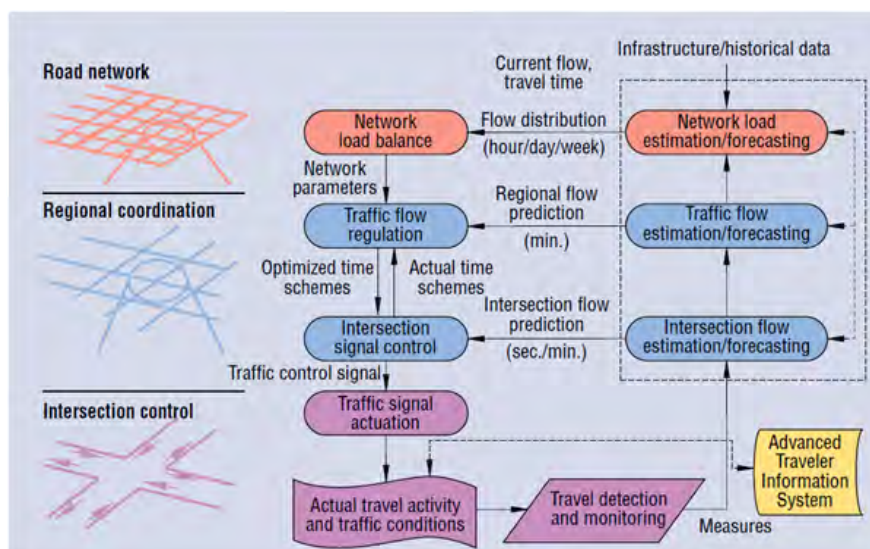 Infrastructure/historical data
Road network
Current flow,
travel time
Network
load balance
Flow distribution
(hour/day/week)
Network load
estimation/forecasting
Network
parameters
Regional coordination
Traffic flow
regulation
Regional flow
prediction
(min.)
Traffic flow
estimation/forecasting
Optimized time
schemes
Actual time
schemes
Intersection
signal control
Intersection flow
prediction
(sec./min.)
Intersection flow
estimation/forecasting
Traffic control signal
Intersection control
Traffic signal
actuation
Advanced
Traveler
Information
System
Actual travel activity
and traffic conditions
Travel detection
and monitoring
Measures